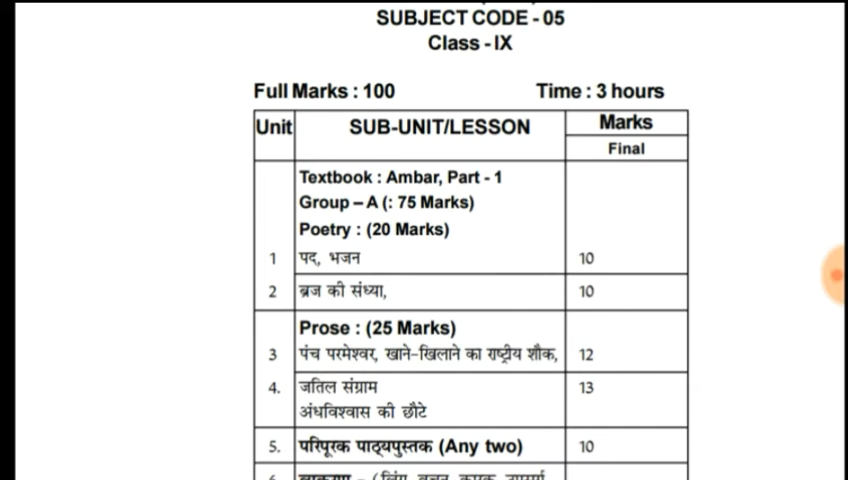 SUBJECT CODE - 05
Class - IX
Full Marks : 100 Time : 3 hours
Unit SUB-UNIT/LESSON Marks
Final
Textbook : Ambar, Part - 1
Group – A (: 75 Marks)
Poetry : (20 Marks)
1 पद, भजन 10
2 ब्रज की संध्या, 10
Prose : (25 Marks)
3 पंच परमेश्वर, खाने-खिलाने का राष्ट्रीय शौक, 12
4. जतिल संग्राम 13
अंधविश्वास की छौटे
5. परिपूरक पाठ्यपुस्तक (Any two) 10